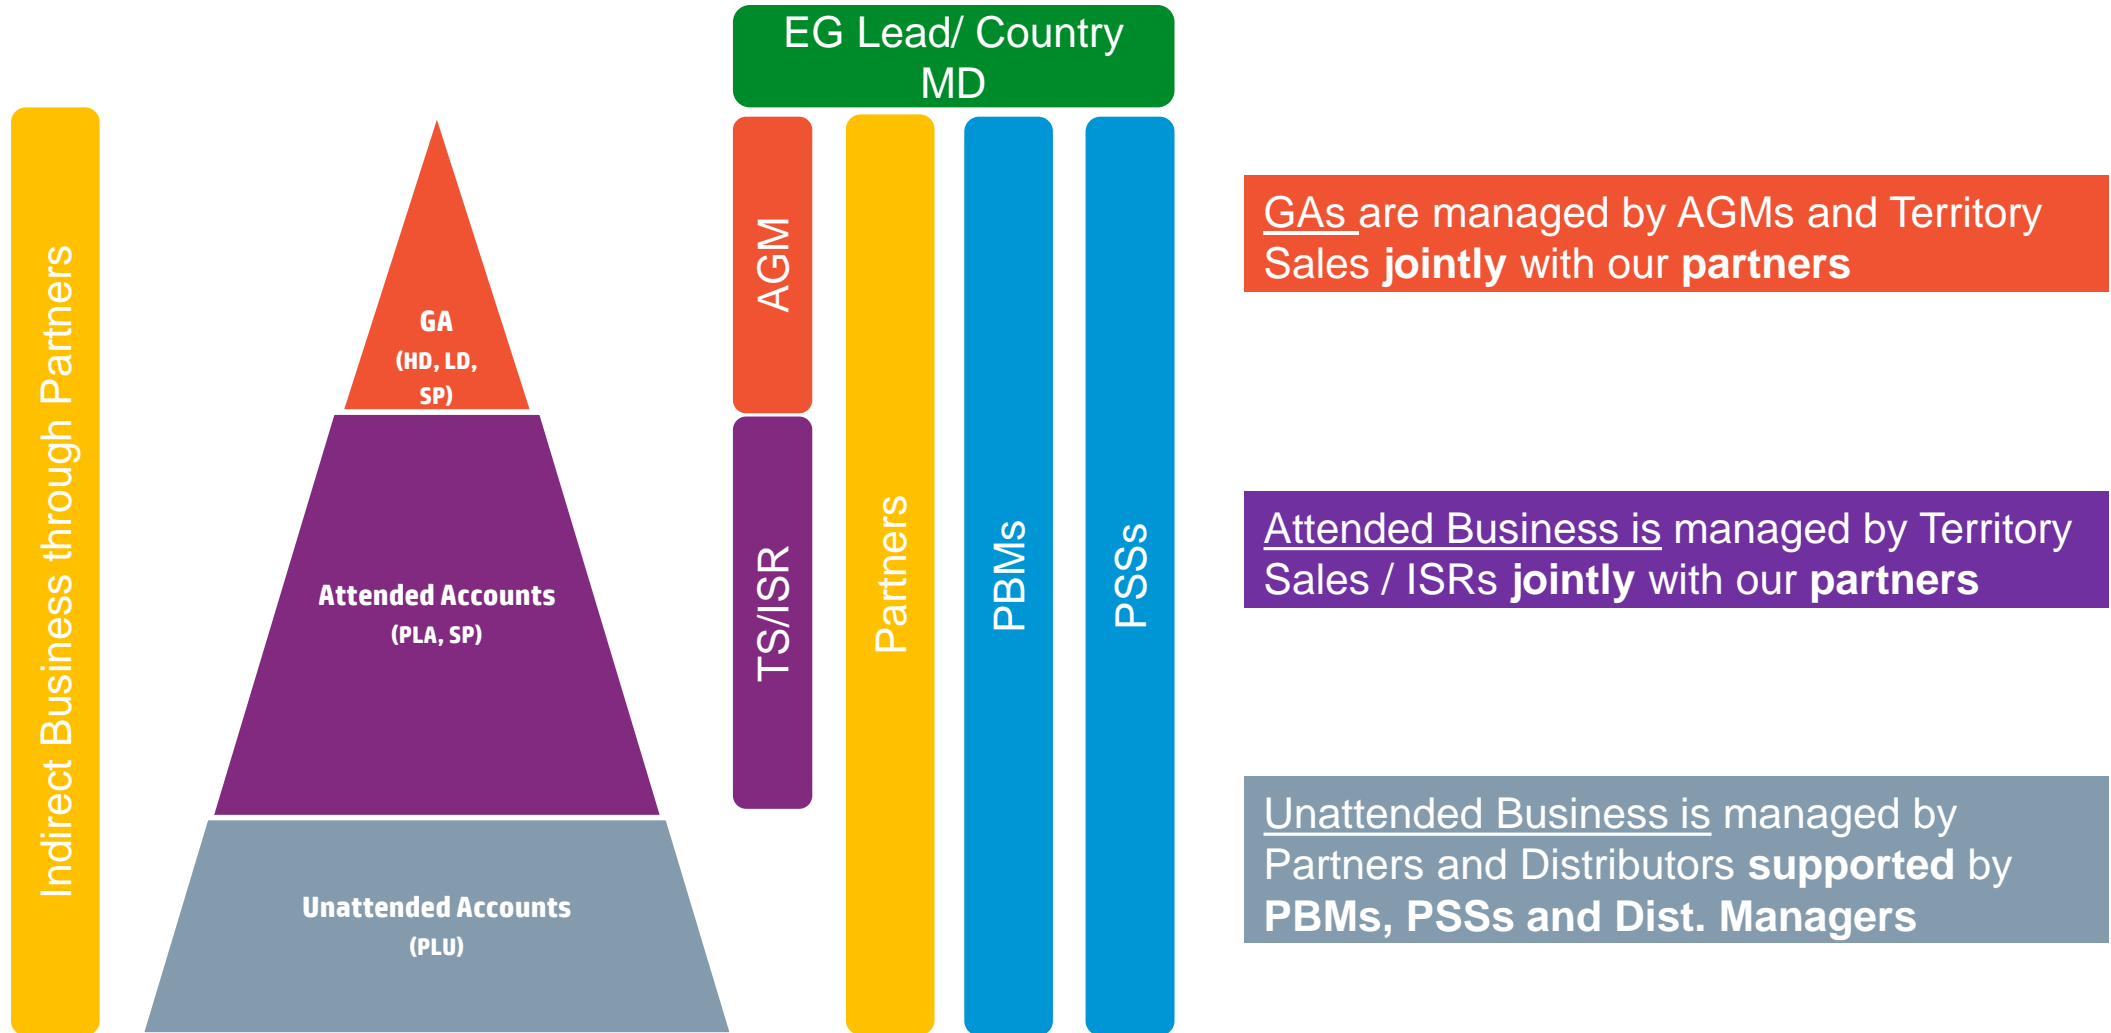 EG Lead/ Country
MD
Indirect Business through Partners
GA
(HD, LD,
SP)
Attended Accounts
(PLA, SP)
Unattended Accounts
(PLU)
AGM
TS/ISR
Partners
PBMs
PSSs
GAs are managed by AGMs and Territory
Sales jointly with our partners
Attended Business is managed by Territory
Sales / ISRs jointly with our partners
Unattended Business is managed by
Partners and Distributors supported by
PBMs, PSSs and Dist. Managers